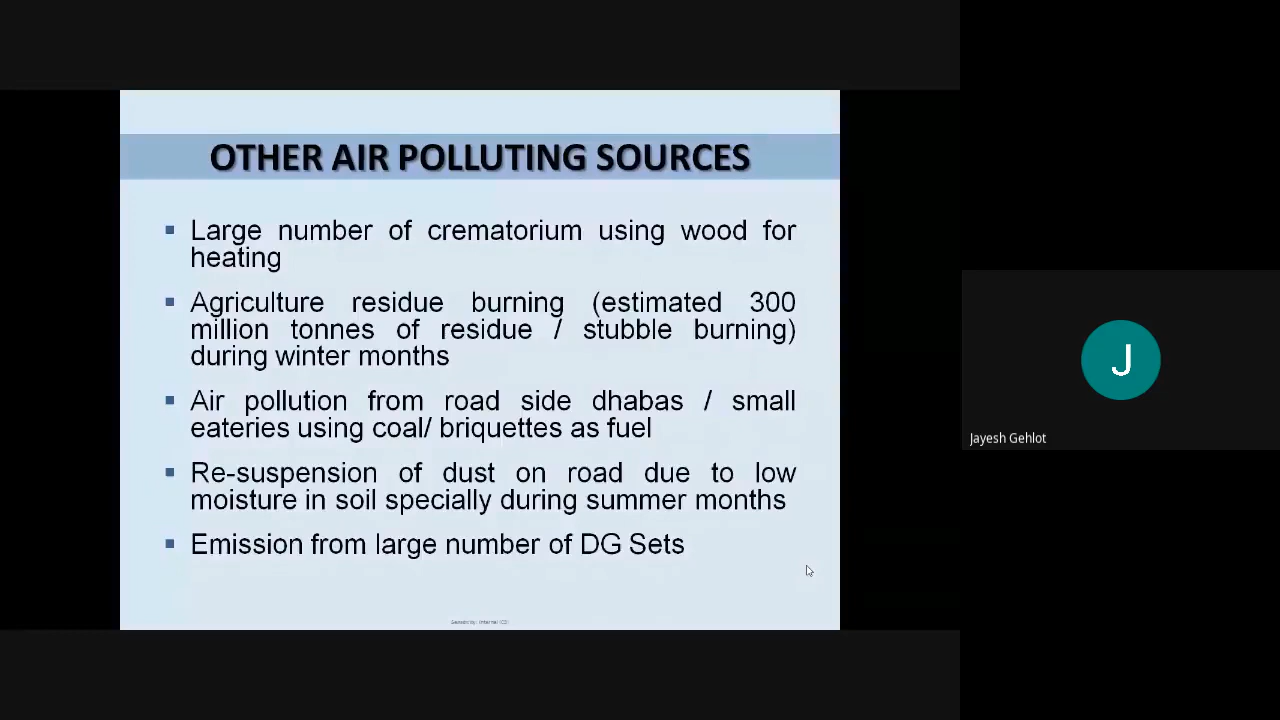 OTHER AIR POLLUTING SOURCES
Large number of crematorium using wood for
heating
Agriculture residue burning (estimated 300
million tonnes of residue / stubble burning)
during winter months
Air pollution from road side dhabas / small
eateries using coal/ briquettes as fuel
Re-suspension of dust on road due to low
moisture in soil specially during summer months
Emission from large number of DG Sets
J
Jayesh Gehlot